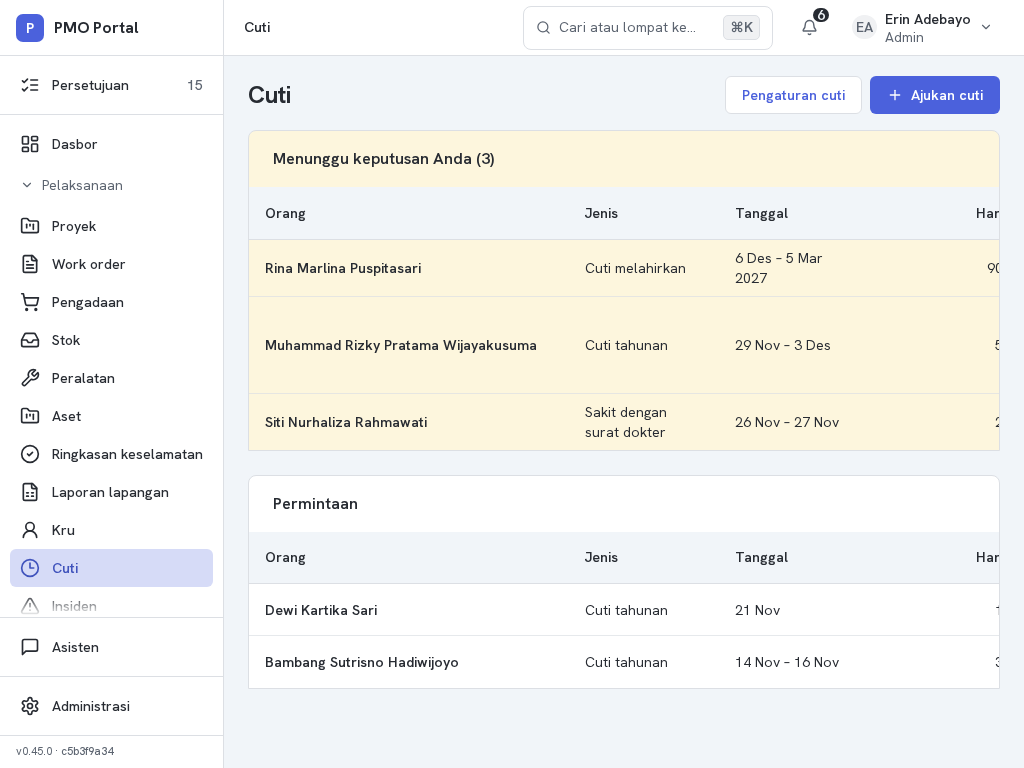 P PMO Portal
Cuti
Cari atau lompat ke...
⌘K
6
EA
Erin Adebayo
Admin
Persetujuan 15
Dasbor
Pelaksanaan
Proyek
Work order
Pengadaan
Stok
Peralatan
Aset
Ringkasan keselamatan
Laporan lapangan
Kru
Cuti
Insiden
Asisten
Administrasi
v0.45.0 · c5b3f9a34
Cuti
Pengaturan cuti
Ajukan cuti
Menunggu keputusan Anda (3)
Orang Jenis Tanggal
Rina Marlina Puspitasari Cuti melahirkan 6 Des – 5 Mar
2027
Muhammad Rizky Pratama Wijayakusuma Cuti tahunan 29 Nov – 3 Des
Siti Nurhaliza Rahmawati Sakit dengan
surat dokter 26 Nov – 27 Nov
Permintaan
Orang Jenis Tanggal
Dewi Kartika Sari Cuti tahunan 21 Nov
Bambang Sutrisno Hadiwijoyo Cuti tahunan 14 Nov – 16 Nov